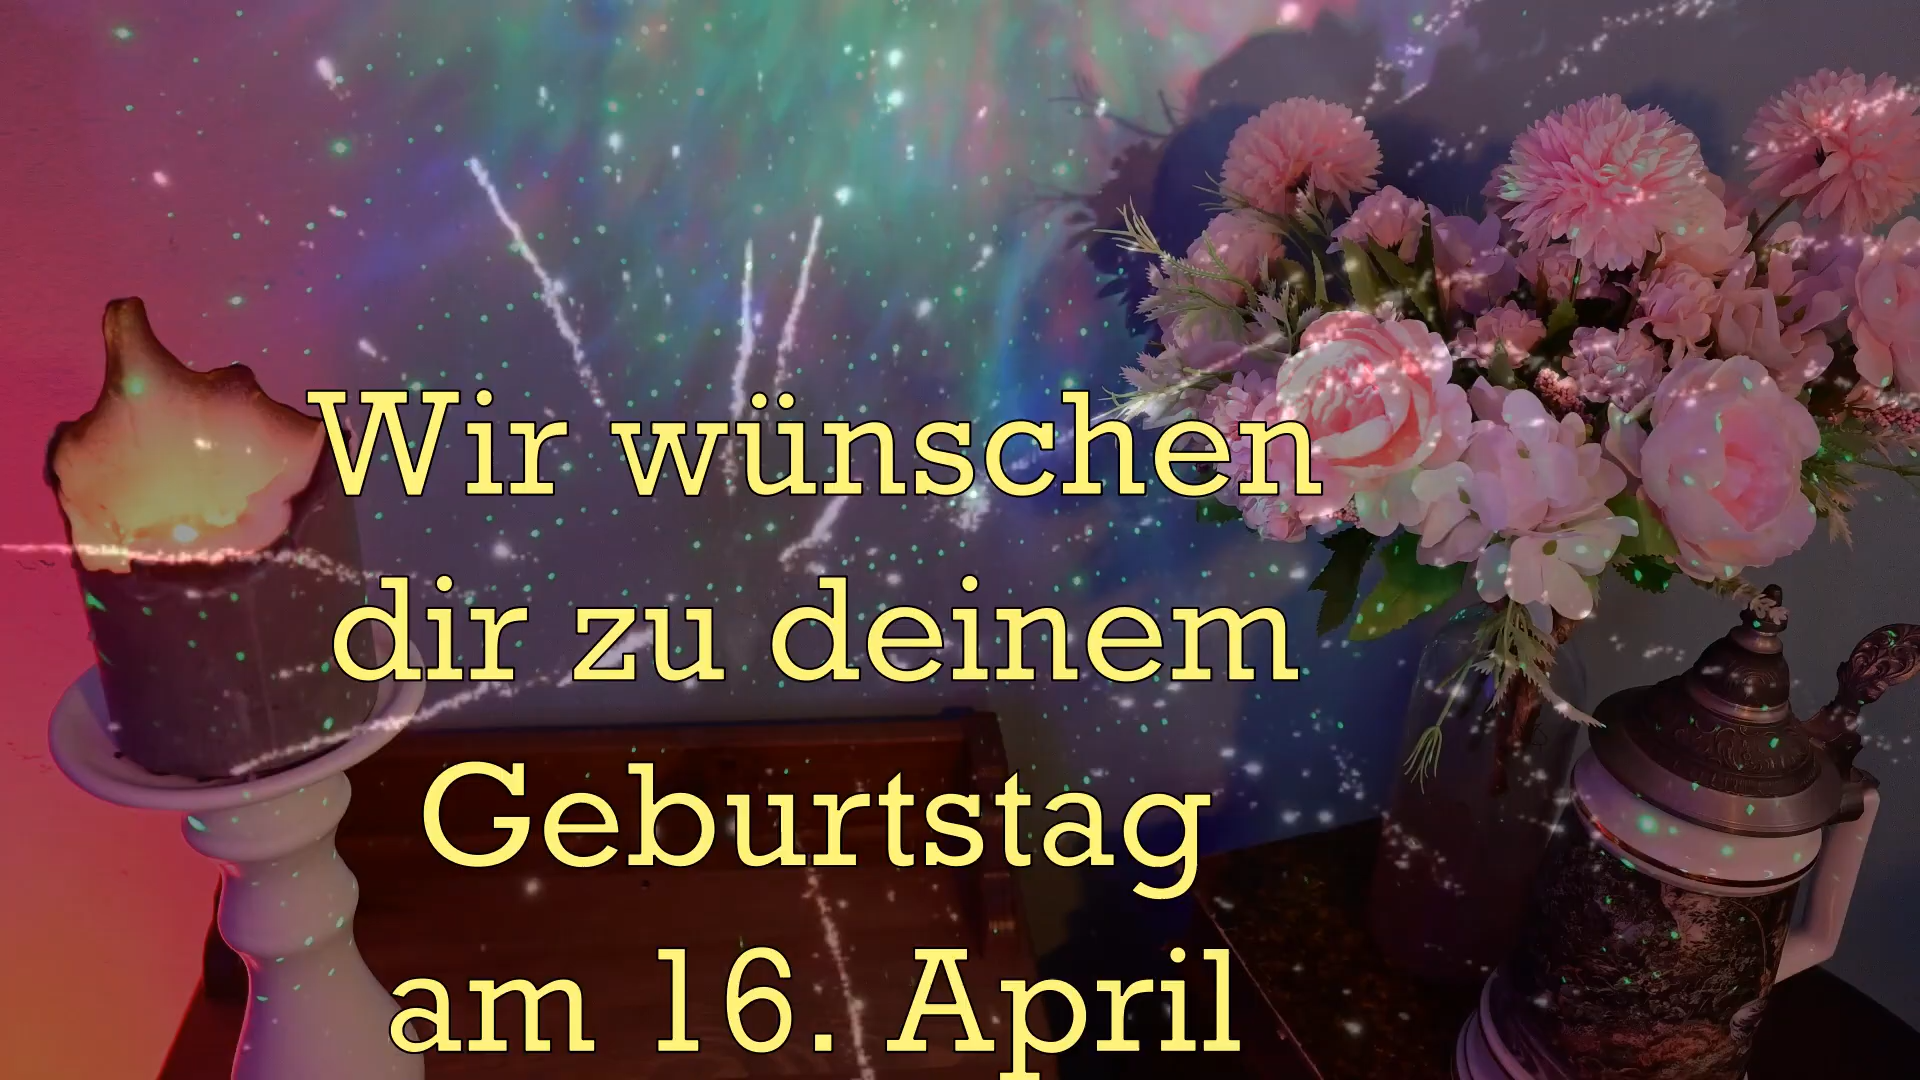 Wir wünschen
dir zu deinem
Geburtstag
am 16. April